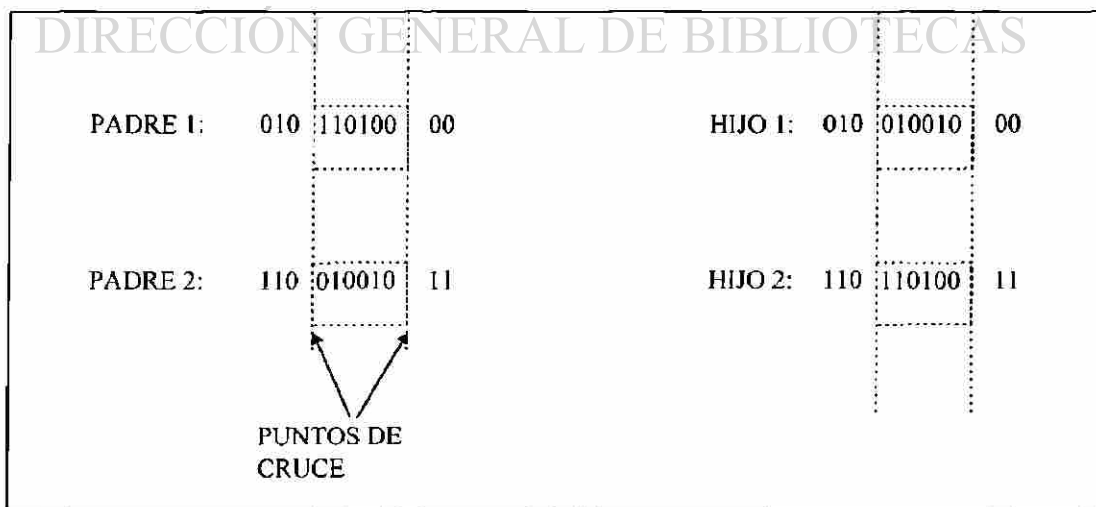 DIRECCIÓN GENERAL DE BIBLIOTECAS
PADRE 1: 010 110100 00 HIJO 1: 010 010010 00
PADRE 2: 110 010010 11 HIJO 2: 110 110100 11
PUNTOS DE
CRUCE